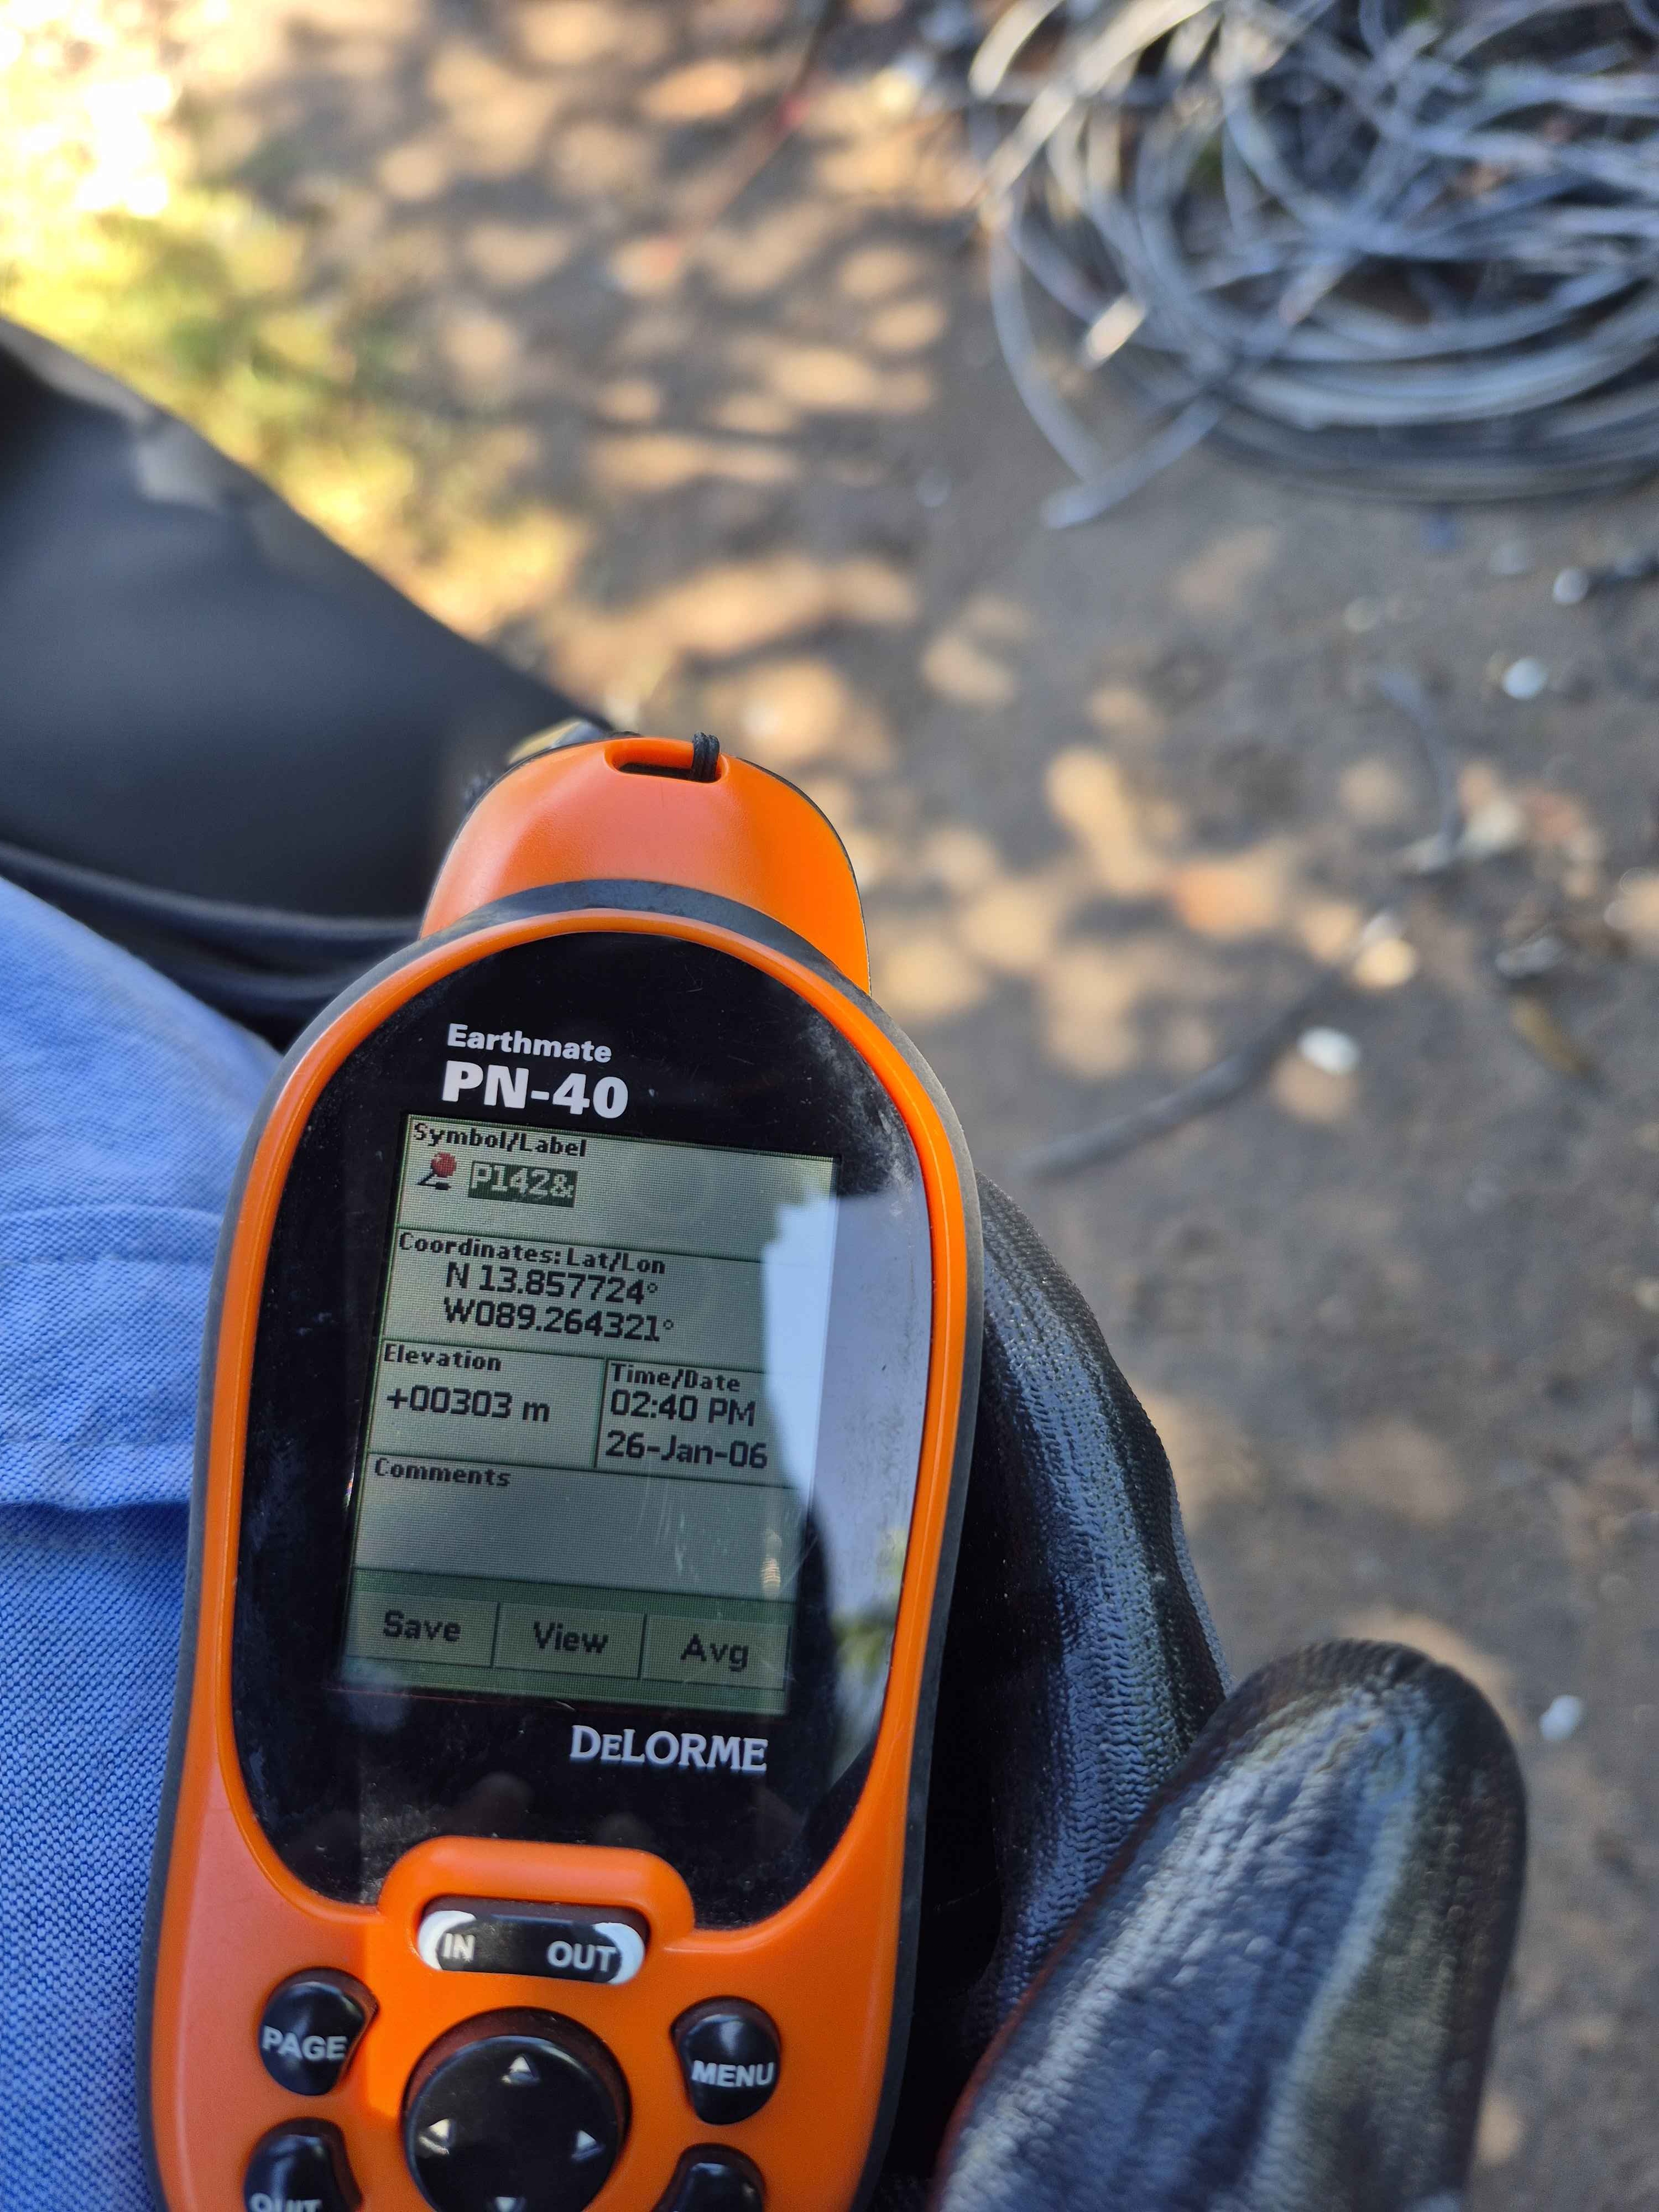 Earthmate
PN-40
Symbol/Label
P142&
Coordinates: Lat/Lon
N 13.857724°
W089.264321°
Elevation
+00303 m
Time/Date
02:40 PM
26-Jan-06
Comments
Save View Avg
DELORME
IN OUT
PAGE
MENU
QUIT